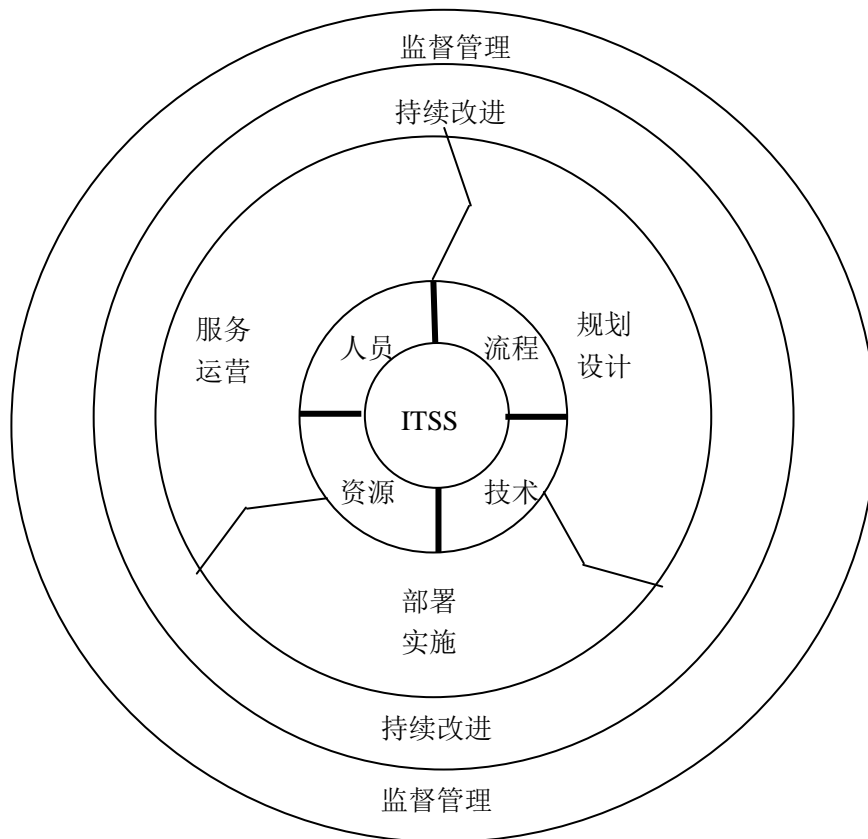 监督管理
持续改进
服务
运营
规划
设计
人员
流程
ITSS
资源
技术
部署
实施
持续改进
监督管理